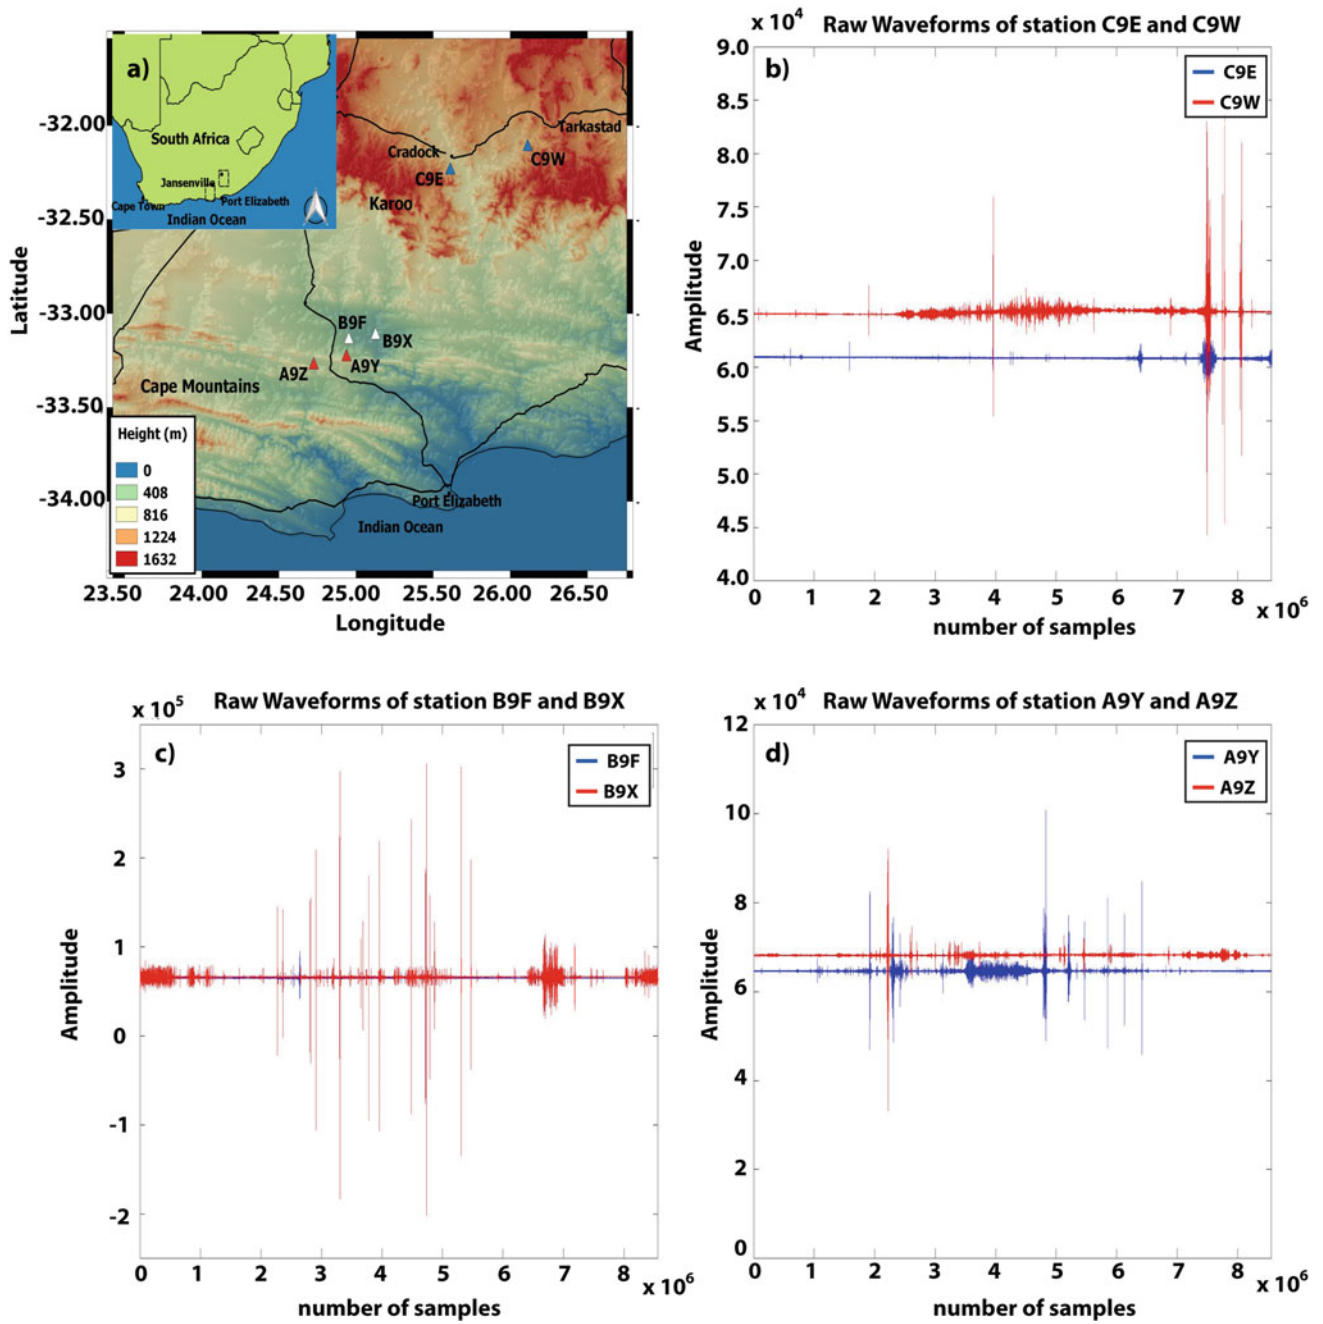 a)
South Africa
Jansenville
Port Elizabeth
Cape Town
Indian Ocean
Tarkastad
Cradock
C9W
C9E
Karoo
B9F
B9X
A9Y
A9Z
Cape Mountains
Port Elizabeth
Indian Ocean
Height (m)
0
408
816
1224
1632
Latitude
-32.00
-32.50
-33.00
-33.50
-34.00
23.50 24.00 24.50 25.00 25.50 26.00 26.50
Longitude
x 10⁴ Raw Waveforms of station C9E and C9W
b)
C9E
C9W
Amplitude
9.0
8.5
8.0
7.5
7.0
6.5
6.0
5.5
5.0
4.5
4.0
0 1 2 3 4 5 6 7 8 x 10⁶
number of samples
x 10⁵ Raw Waveforms of station B9F and B9X
c)
B9F
B9X
Amplitude
3
2
1
0
-1
-2
0 1 2 3 4 5 6 7 8 x 10⁶
number of samples
x 10⁴ Raw Waveforms of station A9Y and A9Z
d)
A9Y
A9Z
Amplitude
12
10
8
6
4
2
0
0 1 2 3 4 5 6 7 8 x 10⁶
number of samples